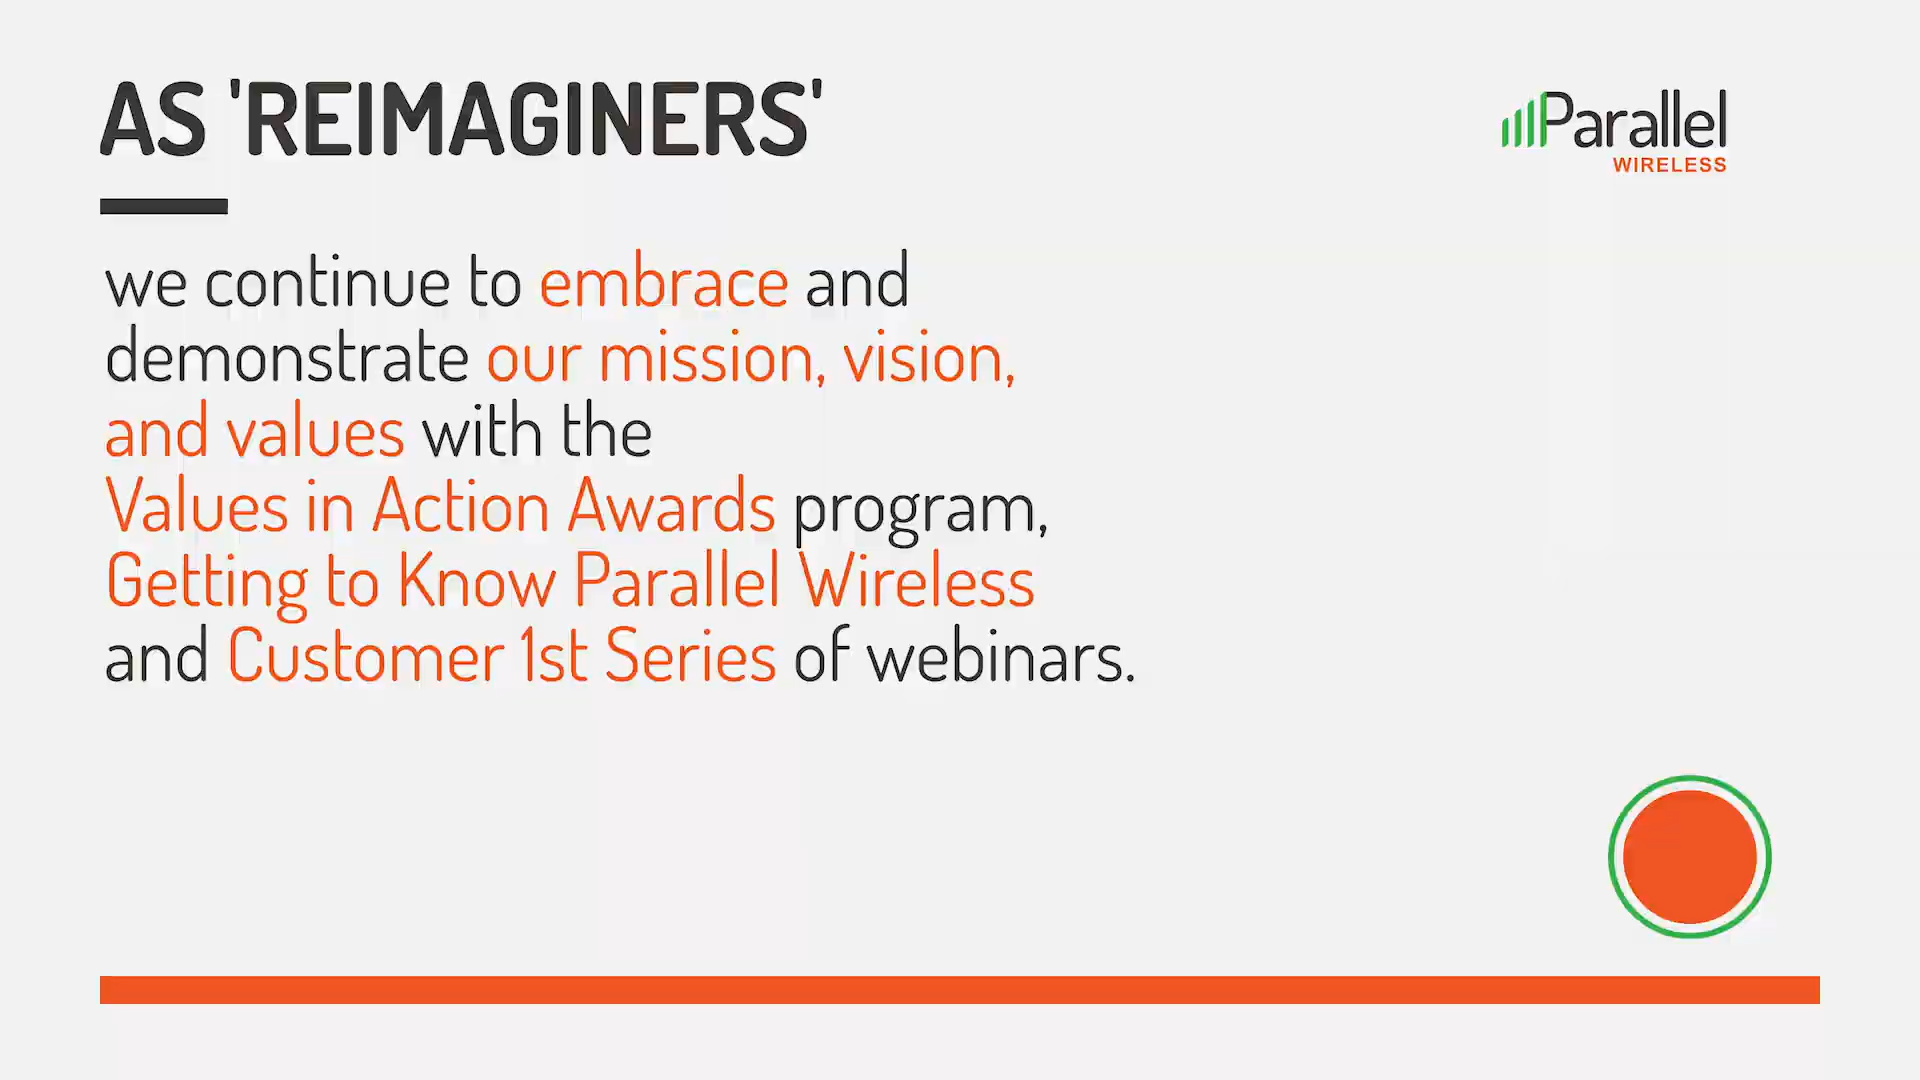 AS 'REIMAGINERS'
Parallel
WIRELESS
we continue to embrace and
demonstrate our mission, vision,
and values with the
Values in Action Awards program,
Getting to Know Parallel Wireless
and Customer 1st Series of webinars.